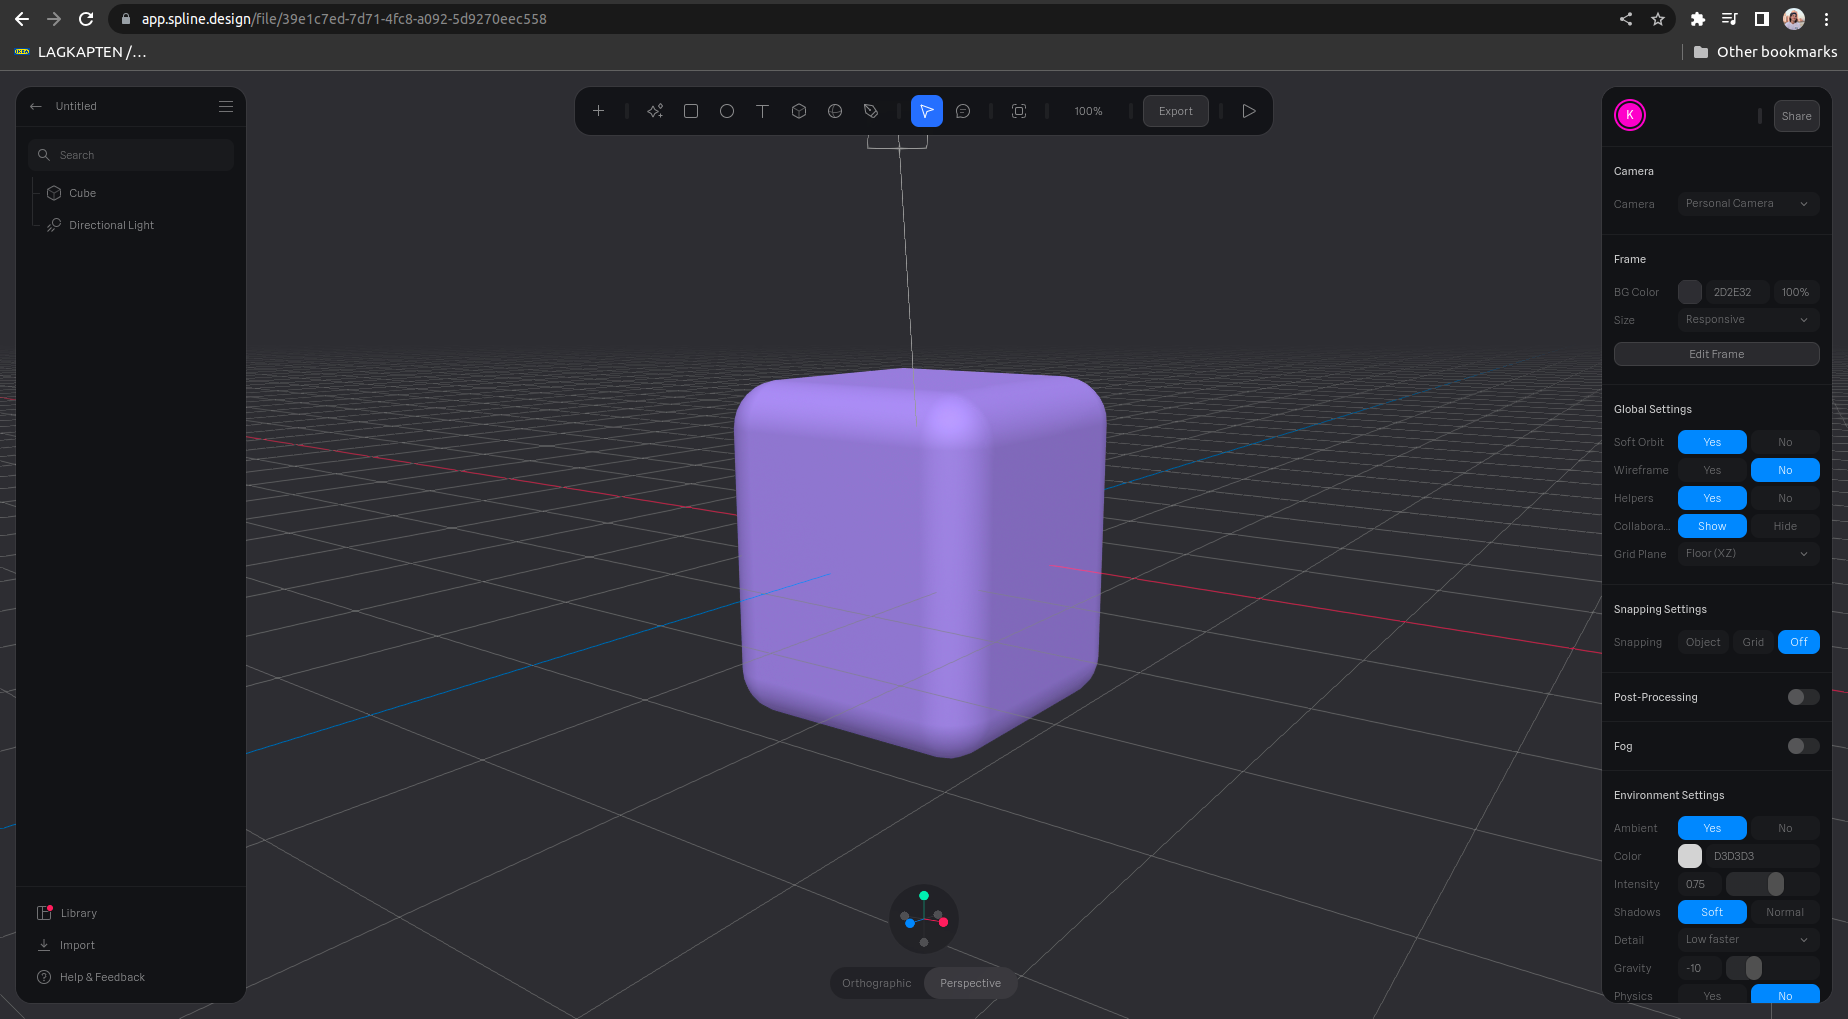 app.spline.design/file/39e1c7ed-7d71-4fc8-a092-5d9270eec558
LAGKAPTEN /...
Other bookmarks
Untitled
Search
Cube
Directional Light
Library
Import
Help & Feedback
100%
Export
Orthographic
Perspective
K
Share
Camera
Camera Personal Camera
Frame
BG Color 2D2E32 100%
Size Responsive
Edit Frame
Global Settings
Soft Orbit Yes No
Wireframe Yes No
Helpers Yes No
Collabora... Show Hide
Grid Plane Floor (XZ)
Snapping Settings
Snapping Object Grid Off
Post-Processing
Fog
Environment Settings
Ambient Yes No
Color D3D3D3
Intensity 0.75
Shadows Soft Normal
Detail Low faster
Gravity -10
Physics Yes No